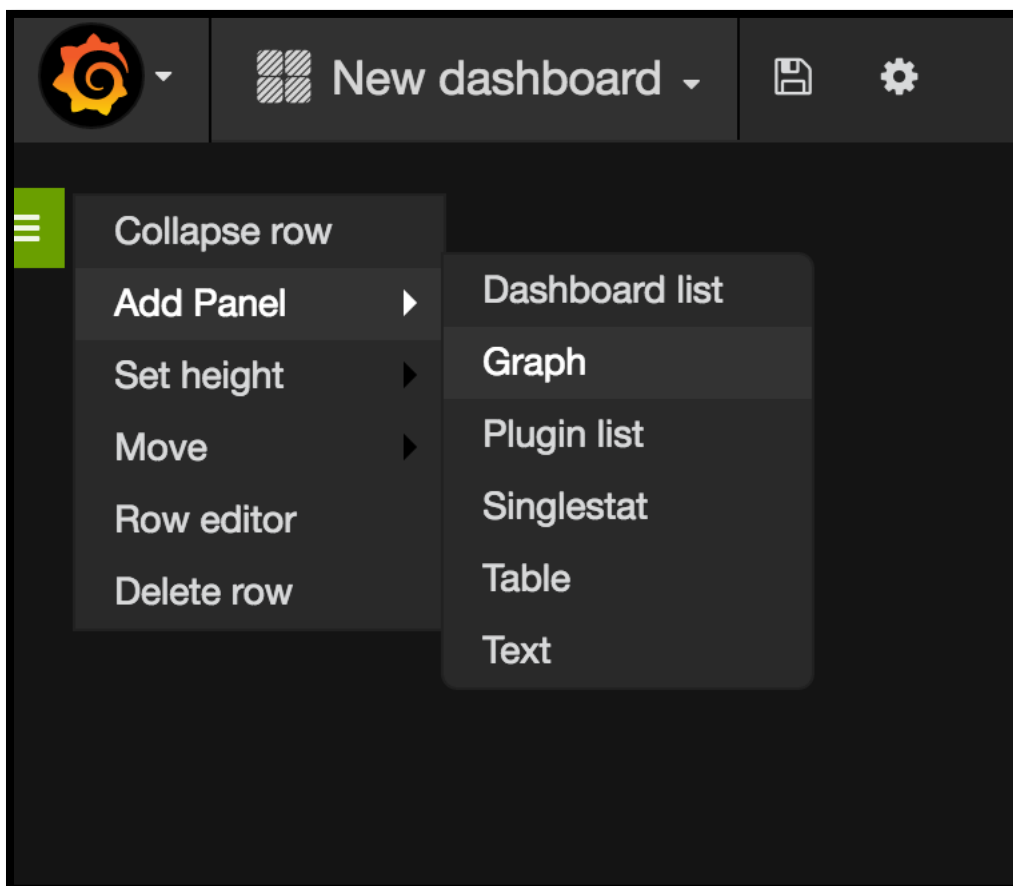 New dashboard
Collapse row
Add Panel
Set height
Move
Row editor
Delete row
Dashboard list
Graph
Plugin list
Singlestat
Table
Text